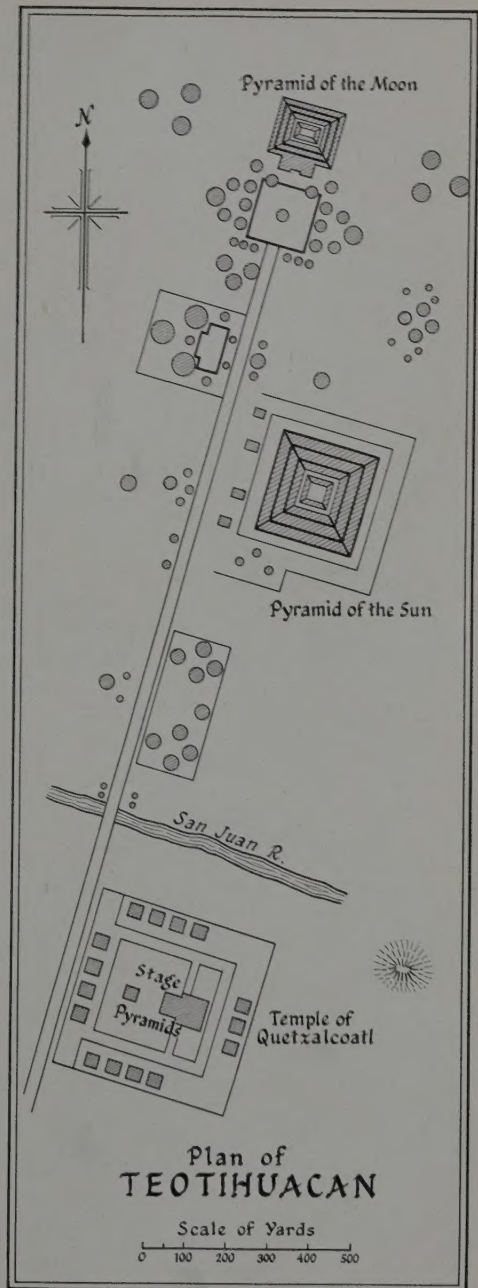 Pyramid of the Moon
N
Pyramid of the Sun
San Juan R.
Stage
Pyramids
Temple of
Quetzalcoatl
Plan of
TEOTIHUACAN
Scale of Yards
0 100 200 300 400 500